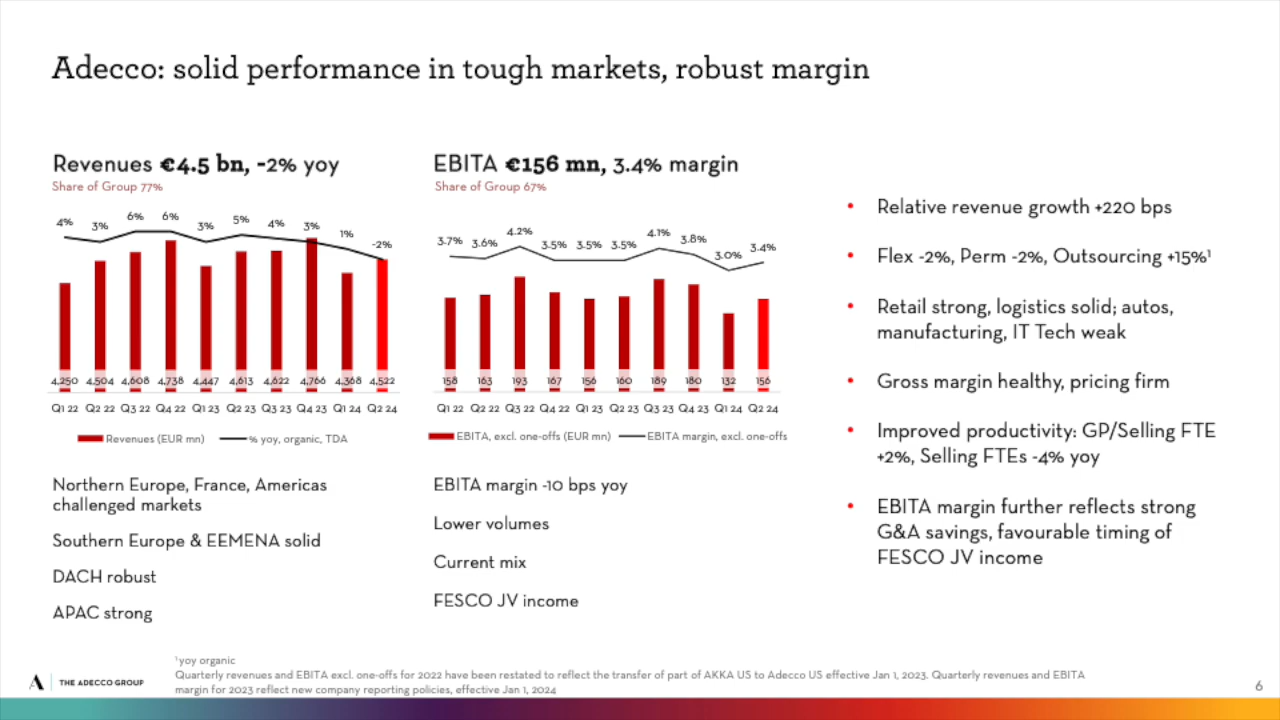 Adecco: solid performance in tough markets, robust margin
Revenues €4.5 bn, -2% yoy
Share of Group 77%
4% 3% 6% 6% 3% 5% 4% 3% 1% -2%
4,250 4,504 4,608 4,738 4,447 4,613 4,622 4,766 4,368 4,522
Q1 22 Q2 22 Q3 22 Q4 22 Q1 23 Q2 23 Q3 23 Q4 23 Q1 24 Q2 24
Revenues (EUR mn) % yoy, organic, TDA
Northern Europe, France, Americas
challenged markets
Southern Europe & EEMENA solid
DACH robust
APAC strong
EBITA €156 mn, 3.4% margin
Share of Group 67%
3.7% 3.6% 4.2% 3.5% 3.5% 3.5% 4.1% 3.8% 3.0% 3.4%
158 163 193 167 156 160 189 180 132 156
Q1 22 Q2 22 Q3 22 Q4 22 Q1 23 Q2 23 Q3 23 Q4 23 Q1 24 Q2 24
EBITA, excl. one-offs (EUR mn) EBITA margin, excl. one-offs
EBITA margin -10 bps yoy
Lower volumes
Current mix
FESCO JV income
• Relative revenue growth +220 bps
• Flex -2%, Perm -2%, Outsourcing +15%¹
• Retail strong, logistics solid; autos,
manufacturing, IT Tech weak
• Gross margin healthy, pricing firm
• Improved productivity: GP/Selling FTE
+2%, Selling FTEs -4% yoy
• EBITA margin further reflects strong
G&A savings, favourable timing of
FESCO JV income
¹ yoy organic
Quarterly revenues and EBITA excl. one-offs for 2022 have been restated to reflect the transfer of part of AKKA US to Adecco US effective Jan 1, 2023. Quarterly revenues and EBITA
margin for 2023 reflect new company reporting policies, effective Jan 1, 2024
THE ADECCO GROUP
6